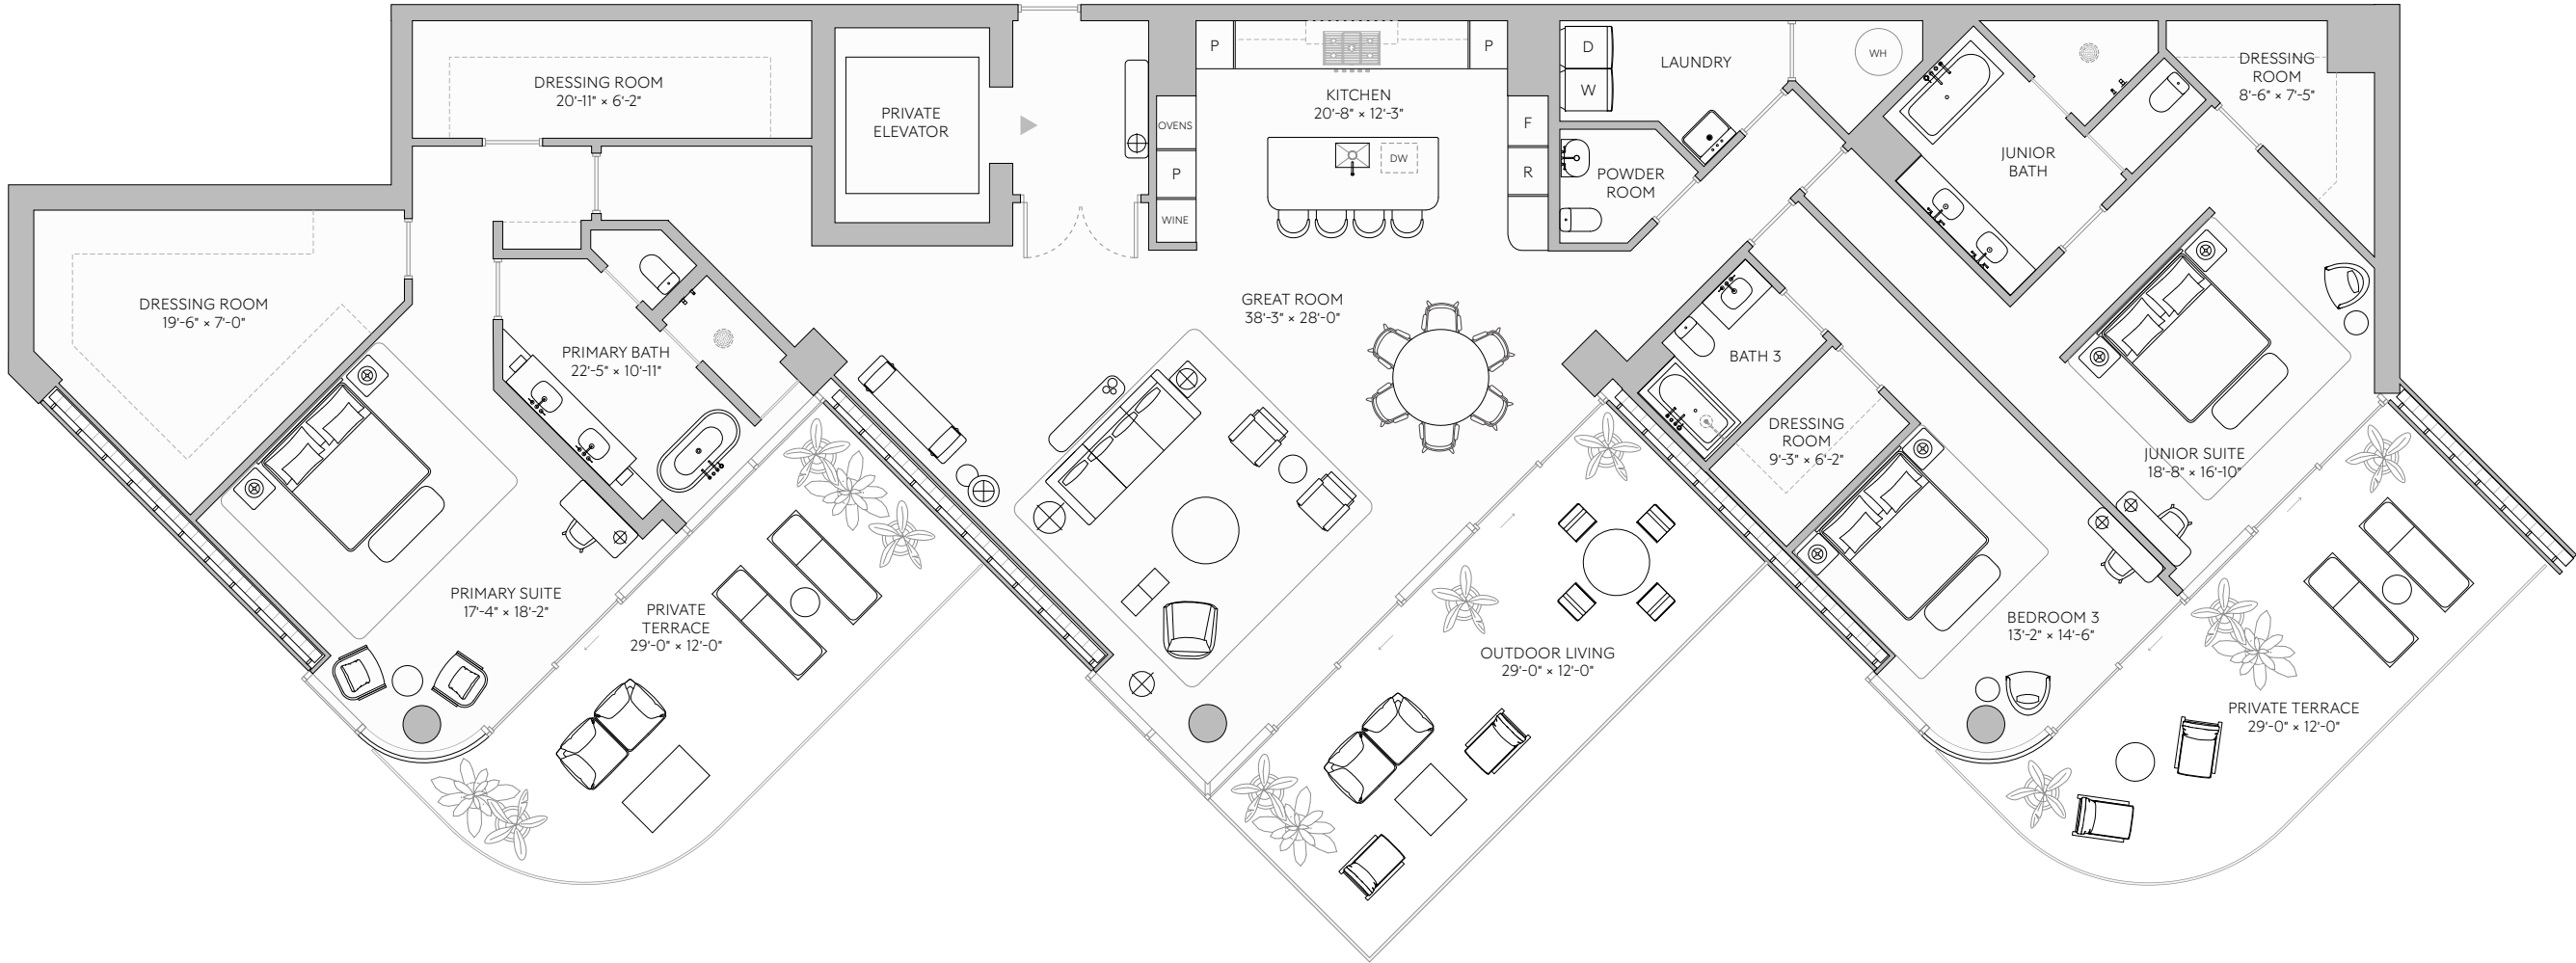 DRESSING ROOM
20'-11" × 6'-2"
PRIVATE
ELEVATOR
P
P
KITCHEN
20'-8" × 12'-3"
OVENS
P
WINE
DW
F
R
D
W
LAUNDRY
WH
POWDER
ROOM
JUNIOR
BATH
DRESSING
ROOM
8'-6" × 7'-5"
DRESSING ROOM
19'-6" × 7'-0"
PRIMARY BATH
22'-5" × 10'-11"
GREAT ROOM
38'-3" × 28'-0"
BATH 3
DRESSING
ROOM
9'-3" × 6'-2"
JUNIOR SUITE
18'-8" × 16'-10"
PRIMARY SUITE
17'-4" × 18'-2"
PRIVATE
TERRACE
29'-0" × 12'-0"
OUTDOOR LIVING
29'-0" × 12'-0"
BEDROOM 3
13'-2" × 14'-6"
PRIVATE TERRACE
29'-0" × 12'-0"